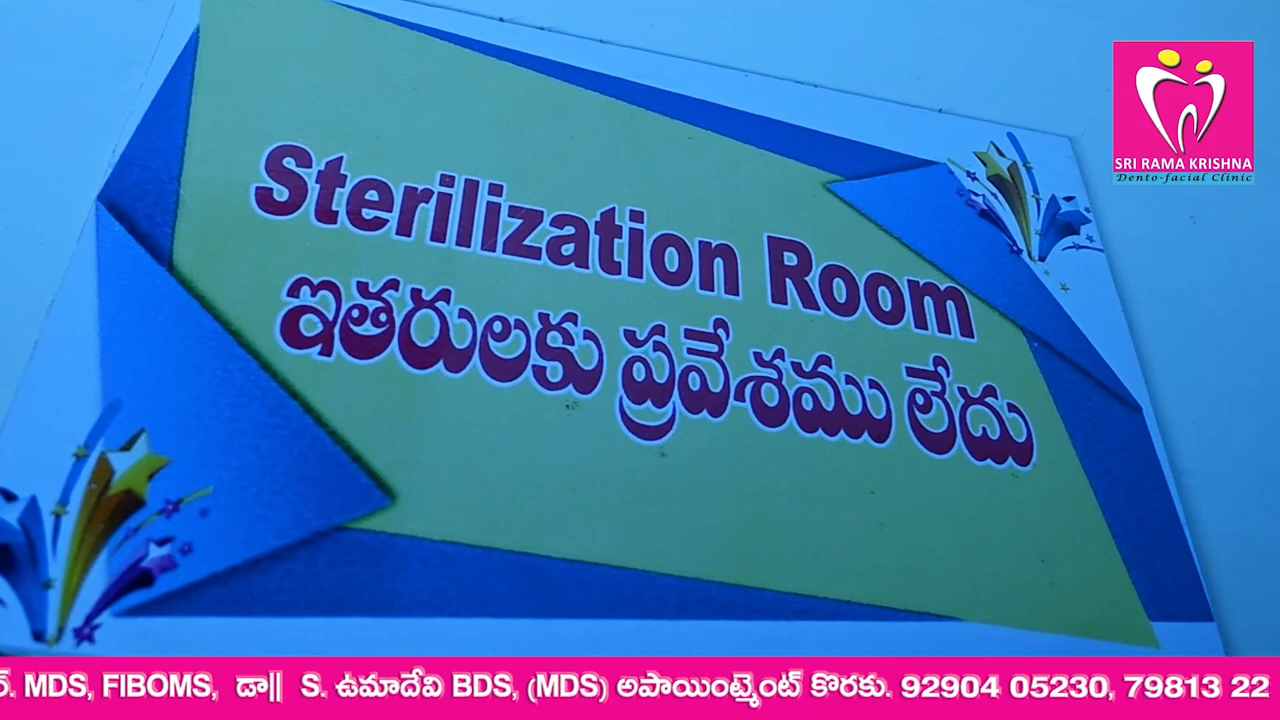 SRI RAMA KRISHNA
Dento-facial Clinic
Sterilization Room
ఇతరులకు ప్రవేశము లేదు
MDS, FIBOMS, డా|| S. ఉమాదేవి BDS, (MDS) అపాయింట్మెంట్ కొరకు. 92904 05230, 79813 22